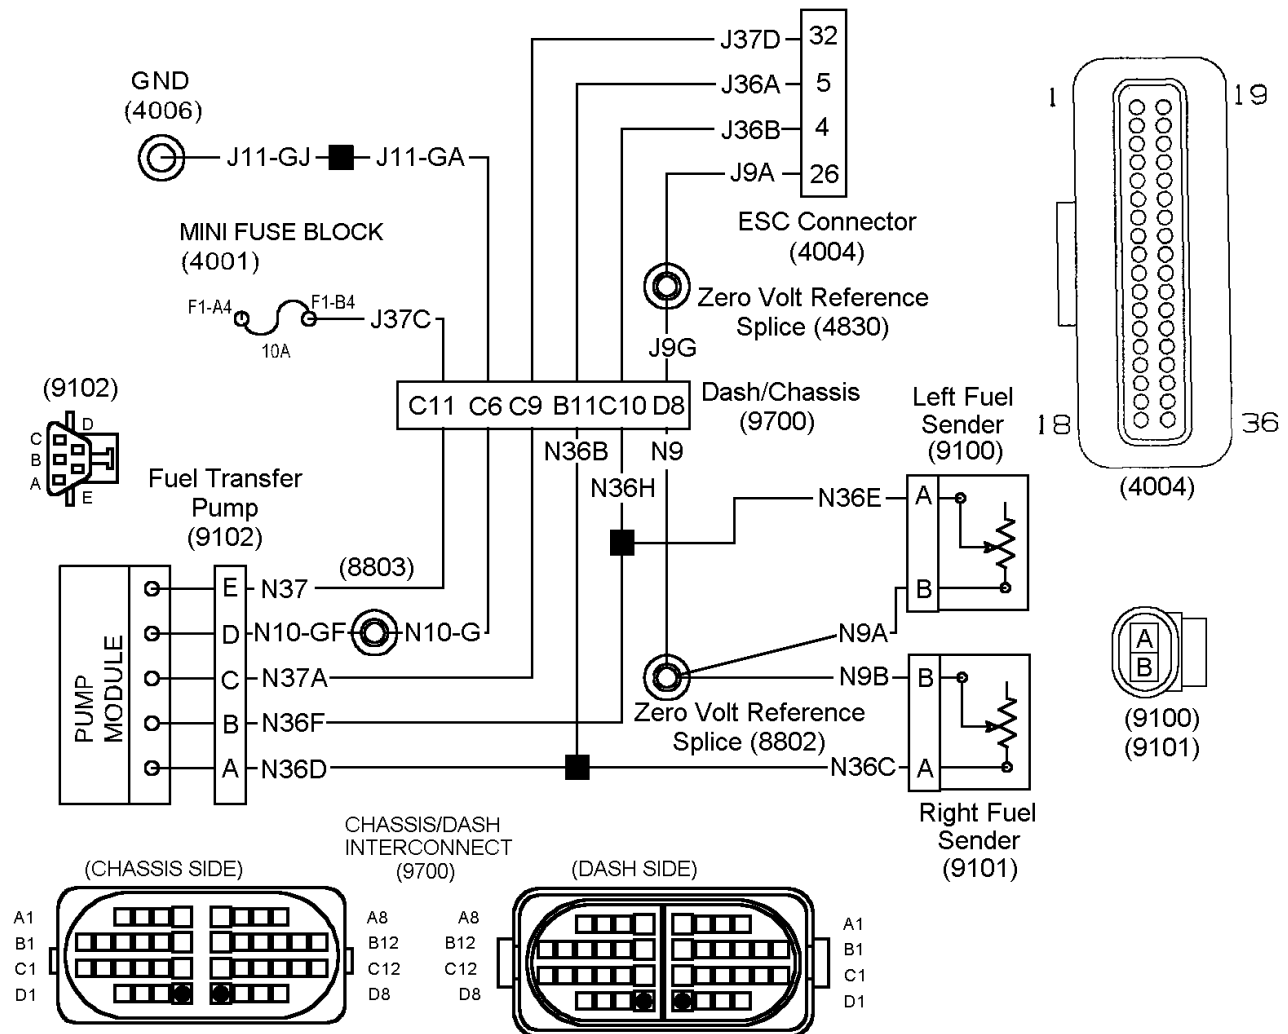 J37D 32
GND
(4006)
J36A 5
1 19
J36B 4
J11-GJ J11-GA
J9A 26
MINI FUSE BLOCK
(4001)
ESC Connector
(4004)
F1-A4 F1-B4
J37C
10A
Zero Volt Reference
Splice (4830)
J9G
(9102)
C11 C6 C9 B11 C10 D8
Dash/Chassis
(9700)
Left Fuel
Sender
(9100)
18 36
D
C
B
A
E
N36B N9
Fuel Transfer
Pump
(9102)
N36H
N36E A
(4004)
(8803)
PUMP
MODULE
E N37
B
D N10-GF N10-G
N9A
A
B
C N37A
N9B B
B N36F
Zero Volt Reference
Splice (8802)
(9100)
(9101)
A N36D
N36C A
Right Fuel
Sender
(9101)
CHASSIS/DASH
INTERCONNECT
(9700)
(CHASSIS SIDE) (DASH SIDE)
A1 A8 A8 A1
B1 B12 B12 B1
C1 C12 C12 C1
D1 D8 D8 D1